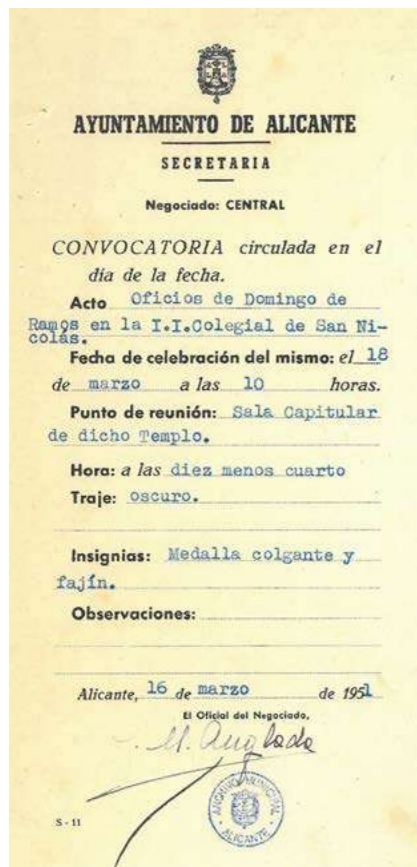 AYUNTAMIENTO DE ALICANTE
SECRETARIA
Negociado: CENTRAL
CONVOCATORIA circulada en el
día de la fecha.
Acto Oficios de Domingo de
Ramos en la I.I.Colegial de San Ni-
colás.
Fecha de celebración del mismo: el 18
de marzo a las 10 horas.
Punto de reunión: Sala Capitular
de dicho Templo.
Hora: a las diez menos cuarto
Traje: oscuro.
Insignias: Medalla colgante y
fajín.
Observaciones:
Alicante, 16 de marzo de 1951
El Oficial del Negociado,
M. Anglada
ARCHIVO MUNICIPAL
ALICANTE
S - 11